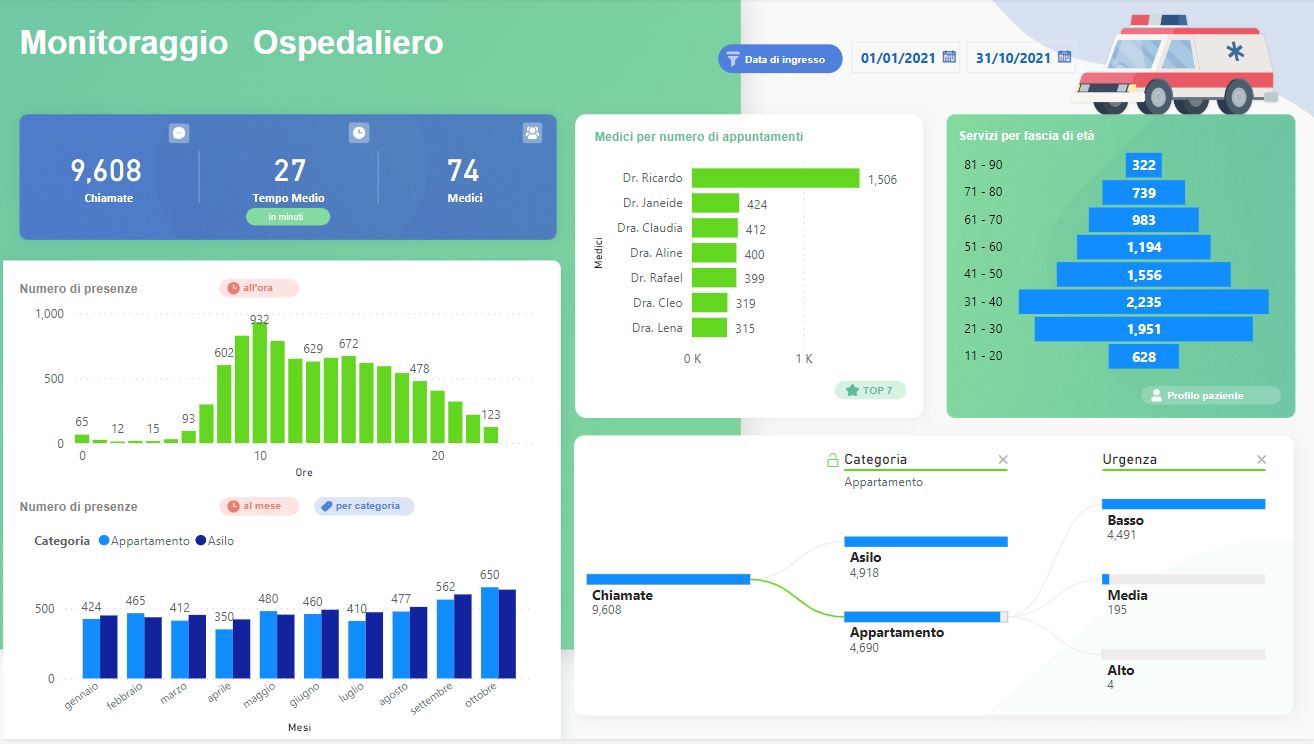 Monitoraggio Ospedaliero
Data di ingresso
01/01/2021
31/10/2021
9,608
Chiamate
27
Tempo Medio
in minuti
74
Medici
Medici per numero di appuntamenti
Medici
Dr. Ricardo 1,506
Dr. Janeide 424
Dra. Claudia 412
Dra. Aline 400
Dr. Rafael 399
Dra. Cleo 319
Dra. Lena 315
0 K 1 K
TOP 7
Servizi per fascia di età
81 - 90 322
71 - 80 739
61 - 70 983
51 - 60 1,194
41 - 50 1,556
31 - 40 2,235
21 - 30 1,951
11 - 20 628
Profilo paziente
Numero di presenze
all'ora
1,000
500
0
65 12 15 93 602 932 629 672 478 123
0 10 20
Ore
Numero di presenze
al mese
per categoria
Categoria Appartamento Asilo
500
0
424 465 412 350 480 460 410 477 562 650
gennaio febbraio marzo aprile maggio giugno luglio agosto settembre ottobre
Mesi
Categoria
Appartamento
Urgenza
Chiamate
9,608
Asilo
4,918
Appartamento
4,690
Basso
4,491
Media
195
Alto
4